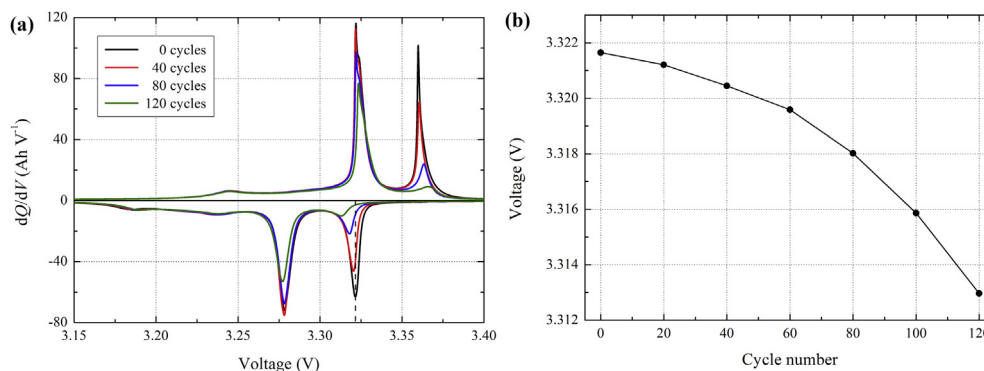 (a)
120
80
40
0
-40
-80
dQ/dV (Ah V⁻¹)
0 cycles
40 cycles
80 cycles
120 cycles
3.15 3.20 3.25 3.30 3.35 3.40
Voltage (V)
(b)
3.322
3.320
3.318
3.316
3.314
3.312
Voltage (V)
0 20 40 60 80 100 120
Cycle number